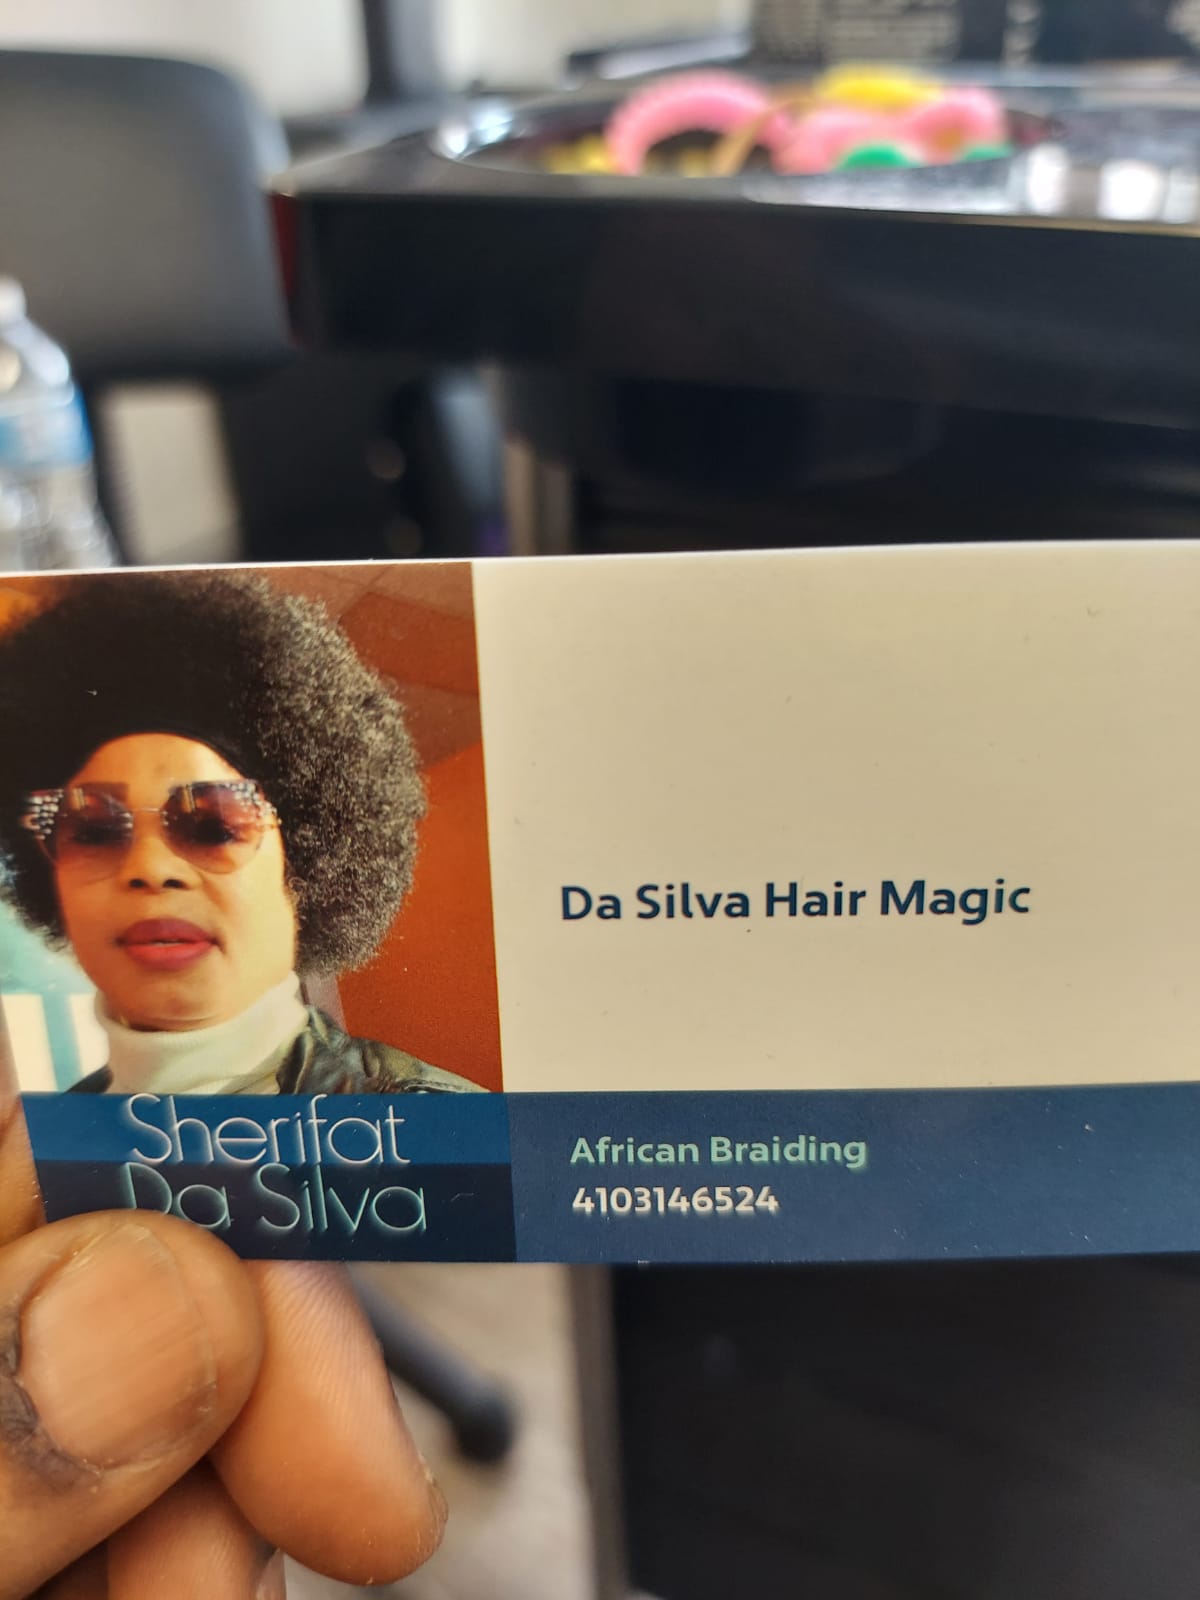 Da Silva Hair Magic
Sherifat
Da Silva
African Braiding
4103146524